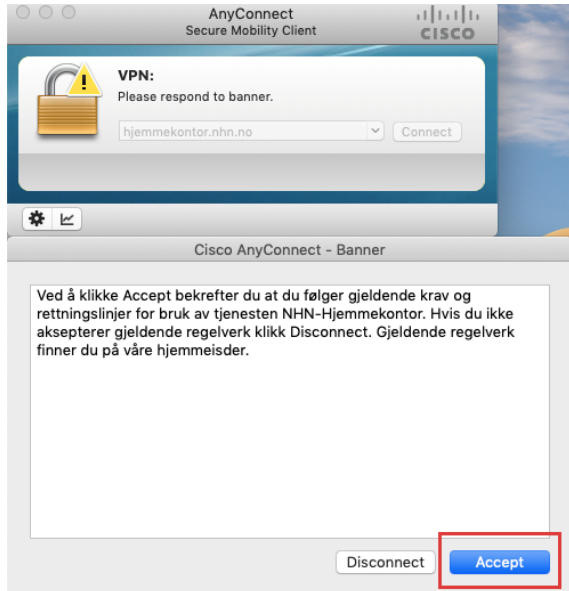 AnyConnect
Secure Mobility Client
CISCO
VPN:
Please respond to banner.
hjemmekontor.nhn.no
Connect
Cisco AnyConnect - Banner
Ved å klikke Accept bekrefter du at du følger gjeldende krav og
rettningslinjer for bruk av tjenesten NHN-Hjemmekontor. Hvis du ikke
aksepterer gjeldende regelverk klikk Disconnect. Gjeldende regelverk
finner du på våre hjemmeisder.
Disconnect
Accept